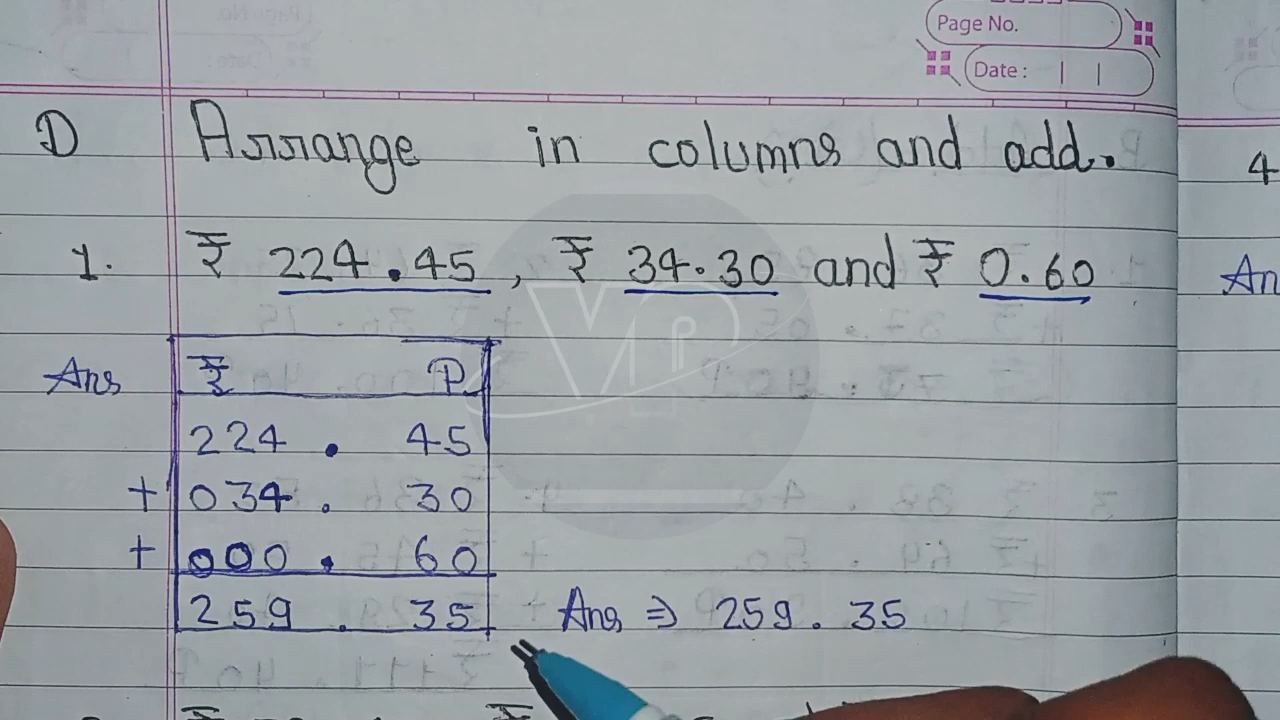 Page No.
Date :
D Arrange in columns and add.
1. ₹ 224.45 , ₹ 34.30 and ₹ 0.60
Ans ₹ P
224 . 45
+ 034 . 30
+ 000 . 60
259 . 35 Ans ⇒ 259 . 35
4
An